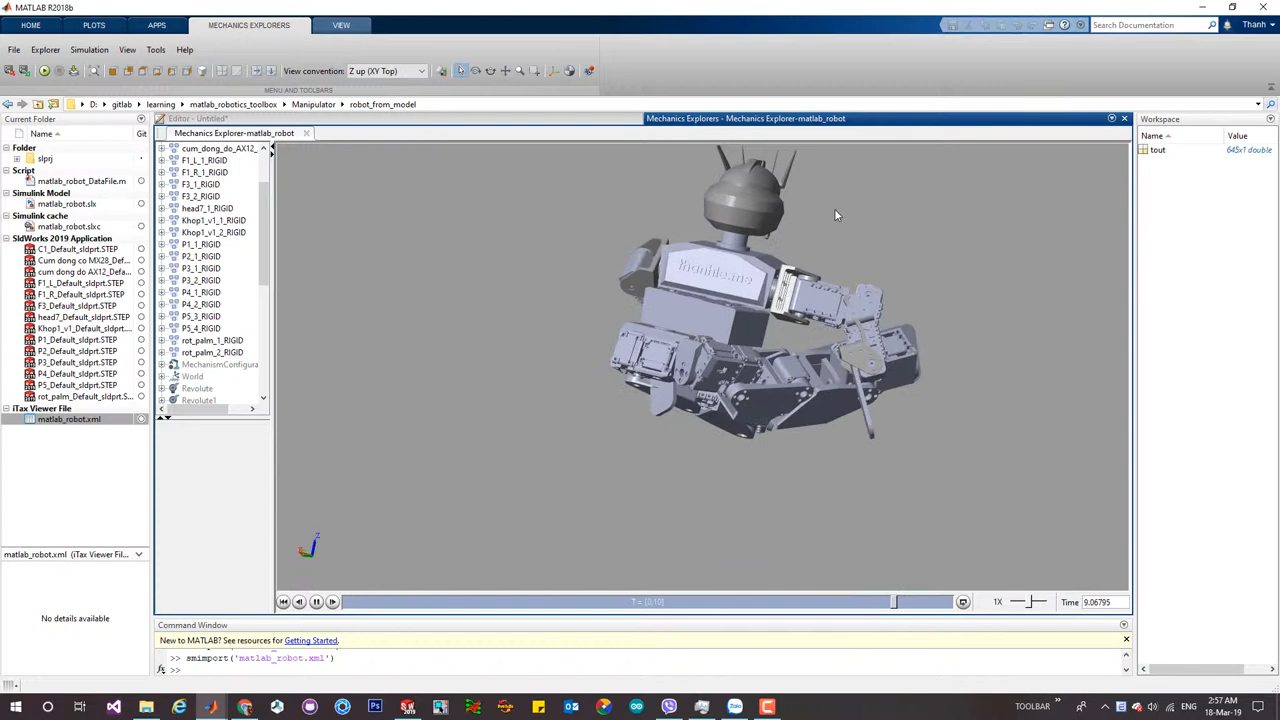 MATLAB R2018b
HOME
PLOTS
APPS
MECHANICS EXPLORERS
VIEW
Search Documentation
Thanh
File
Explorer
Simulation
View
Tools
Help
View convention:
Z up (XY Top)
MENU AND TOOLBARS
D:
gitlab
learning
matlab_robotics_toolbox
Manipulator
robot_from_model
Current Folder
Name
Git
Folder
slprj
Script
matlab_robot_DataFile.m
Simulink Model
matlab_robot.slx
Simulink cache
matlab_robot.slxc
SldWorks 2019 Application
C1_Default_sldprt.STEP
Cum dong co MX28_Def...
cum dong do AX12_Def...
F1_L_Default_sldprt.STEP
F1_R_Default_sldprt.STEP
F3_Default_sldprt.STEP
head7_Default_sldprt.STEP
Khop1_v1_Default_sldprt...
P1_Default_sldprt.STEP
P2_Default_sldprt.STEP
P3_Default_sldprt.STEP
P4_Default_sldprt.STEP
P5_Default_sldprt.STEP
rot_palm_Default_sldprt.S...
iTax Viewer File
matlab_robot.xml
matlab_robot.xml (iTax Viewer Fil...
No details available
Editor - Untitled*
Mechanics Explorers - Mechanics Explorer-matlab_robot
Mechanics Explorer-matlab_robot
cum_dong_do_AX12_
F1_L_1_RIGID
F1_R_1_RIGID
F3_1_RIGID
F3_2_RIGID
head7_1_RIGID
Khop1_v1_1_RIGID
Khop1_v1_2_RIGID
P1_1_RIGID
P2_1_RIGID
P3_1_RIGID
P3_2_RIGID
P4_1_RIGID
P4_2_RIGID
P5_3_RIGID
P5_4_RIGID
rot_palm_1_RIGID
rot_palm_2_RIGID
MechanismConfigura
World
Revolute
Revolute1
thanhle.me
z
T = [0,10]
1X
Time
9.06795
Command Window
New to MATLAB? See resources for Getting Started.
>> smimport('matlab_robot.xml')
fx >>
Workspace
Name
Value
tout
645x1 double
TOOLBAR
ENG
2:57 AM
18-Mar-19